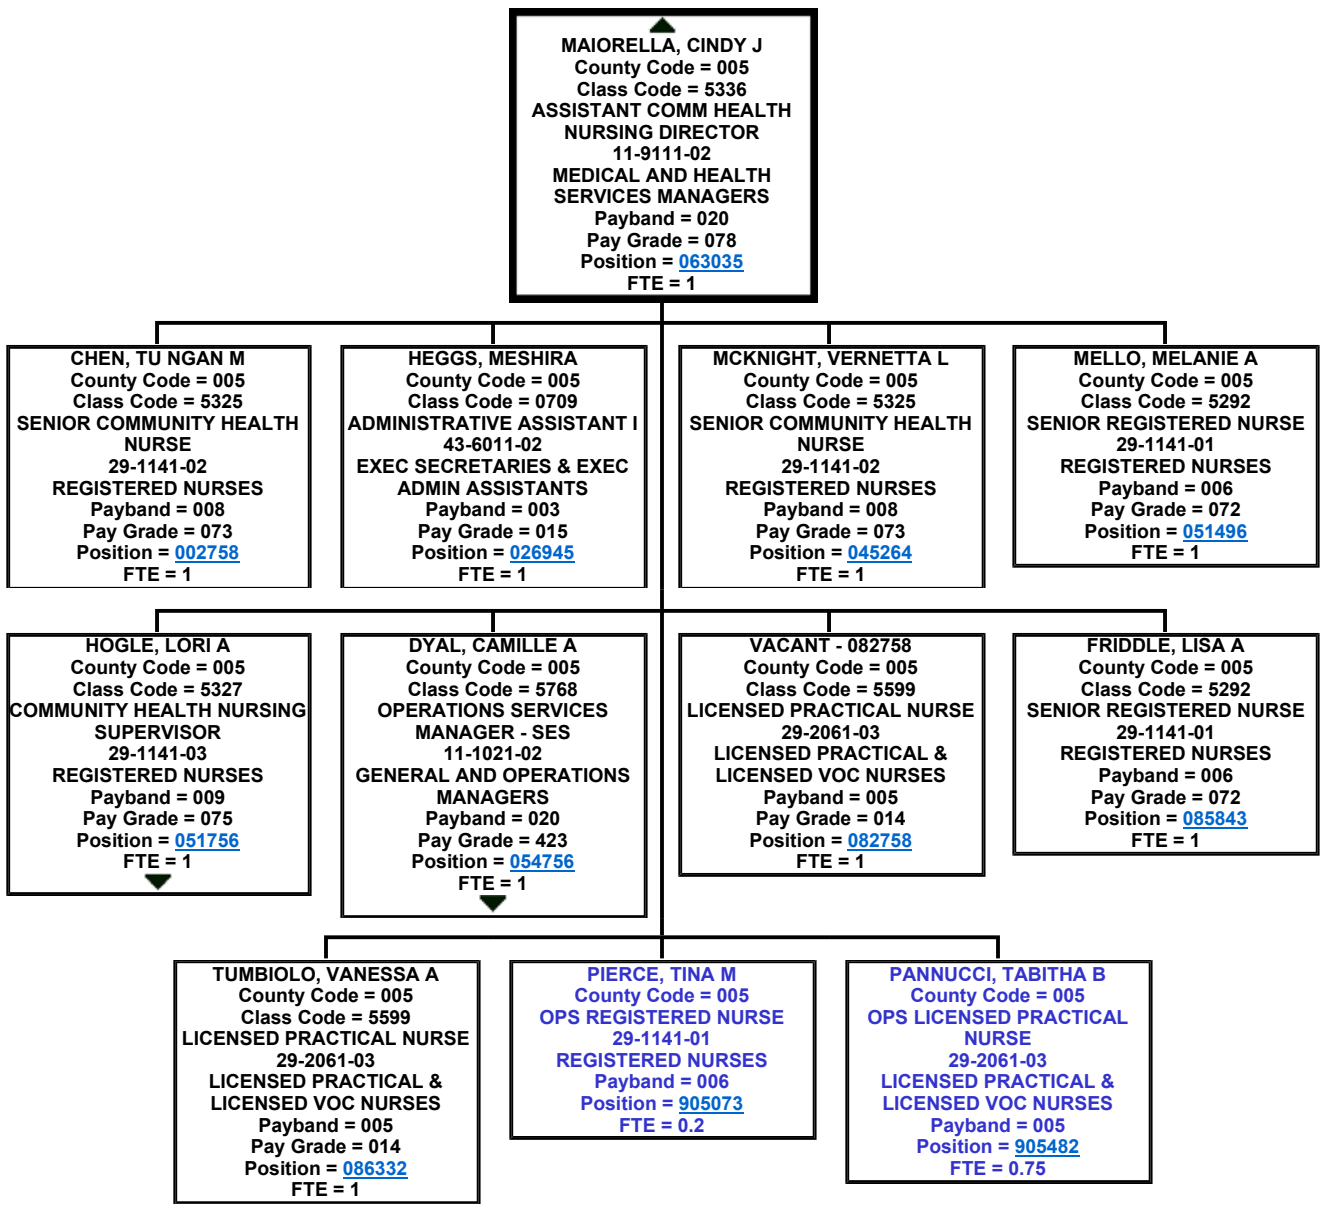 MAIORELLA, CINDY J
County Code = 005
Class Code = 5336
ASSISTANT COMM HEALTH
NURSING DIRECTOR
11-9111-02
MEDICAL AND HEALTH
SERVICES MANAGERS
Payband = 020
Pay Grade = 078
Position = 063035
FTE = 1
CHEN, TU NGAN M
County Code = 005
Class Code = 5325
SENIOR COMMUNITY HEALTH
NURSE
29-1141-02
REGISTERED NURSES
Payband = 008
Pay Grade = 073
Position = 002758
FTE = 1
HEGGS, MESHIRA
County Code = 005
Class Code = 0709
ADMINISTRATIVE ASSISTANT I
43-6011-02
EXEC SECRETARIES & EXEC
ADMIN ASSISTANTS
Payband = 003
Pay Grade = 015
Position = 026945
FTE = 1
MCKNIGHT, VERNETTA L
County Code = 005
Class Code = 5325
SENIOR COMMUNITY HEALTH
NURSE
29-1141-02
REGISTERED NURSES
Payband = 008
Pay Grade = 073
Position = 045264
FTE = 1
MELLO, MELANIE A
County Code = 005
Class Code = 5292
SENIOR REGISTERED NURSE
29-1141-01
REGISTERED NURSES
Payband = 006
Pay Grade = 072
Position = 051496
FTE = 1
HOGLE, LORI A
County Code = 005
Class Code = 5327
COMMUNITY HEALTH NURSING
SUPERVISOR
29-1141-03
REGISTERED NURSES
Payband = 009
Pay Grade = 075
Position = 051756
FTE = 1
DYAL, CAMILLE A
County Code = 005
Class Code = 5768
OPERATIONS SERVICES
MANAGER - SES
11-1021-02
GENERAL AND OPERATIONS
MANAGERS
Payband = 020
Pay Grade = 423
Position = 054756
FTE = 1
VACANT - 082758
County Code = 005
Class Code = 5599
LICENSED PRACTICAL NURSE
29-2061-03
LICENSED PRACTICAL &
LICENSED VOC NURSES
Payband = 005
Pay Grade = 014
Position = 082758
FTE = 1
FRIDDLE, LISA A
County Code = 005
Class Code = 5292
SENIOR REGISTERED NURSE
29-1141-01
REGISTERED NURSES
Payband = 006
Pay Grade = 072
Position = 085843
FTE = 1
TUMBIOLO, VANESSA A
County Code = 005
Class Code = 5599
LICENSED PRACTICAL NURSE
29-2061-03
LICENSED PRACTICAL &
LICENSED VOC NURSES
Payband = 005
Pay Grade = 014
Position = 086332
FTE = 1
PIERCE, TINA M
County Code = 005
OPS REGISTERED NURSE
29-1141-01
REGISTERED NURSES
Payband = 006
Position = 905073
FTE = 0.2
PANNUCCI, TABITHA B
County Code = 005
OPS LICENSED PRACTICAL
NURSE
29-2061-03
LICENSED PRACTICAL &
LICENSED VOC NURSES
Payband = 005
Position = 905482
FTE = 0.75